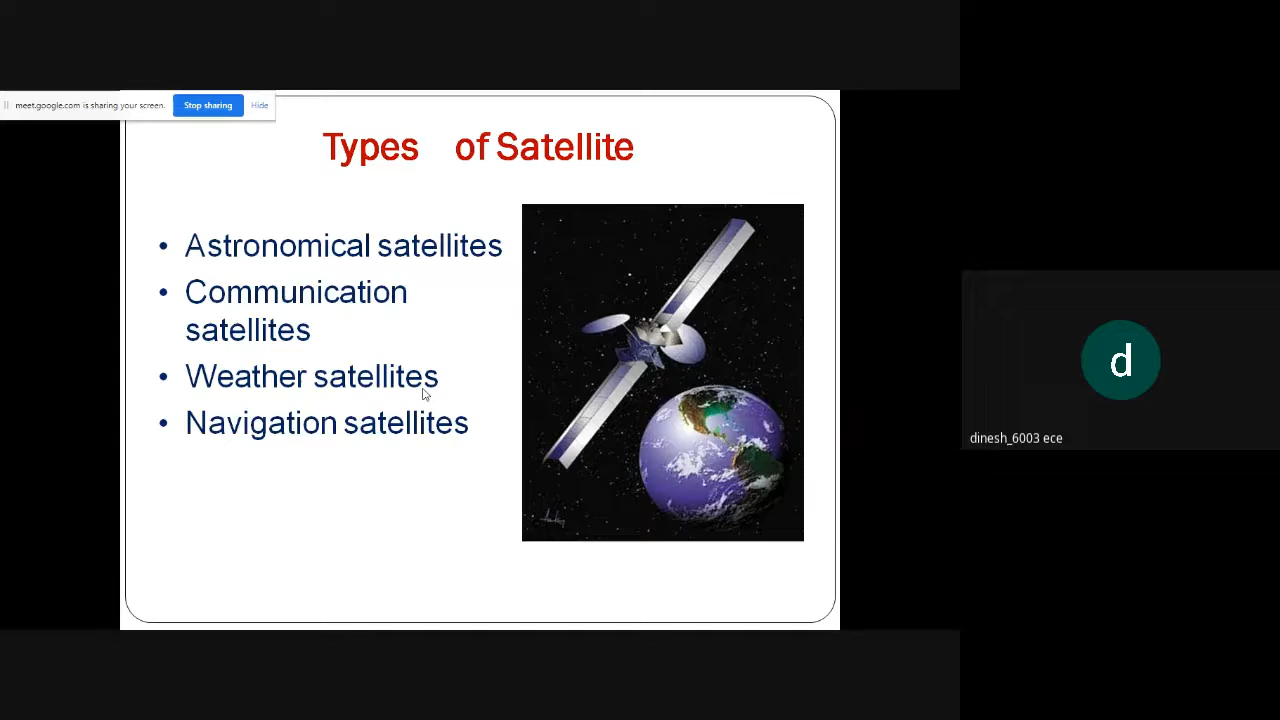 meet.google.com is sharing your screen.
Stop sharing
Hide
Types of Satellite
• Astronomical satellites
• Communication
satellites
• Weather satellites
• Navigation satellites
d
dinesh_6003 ece